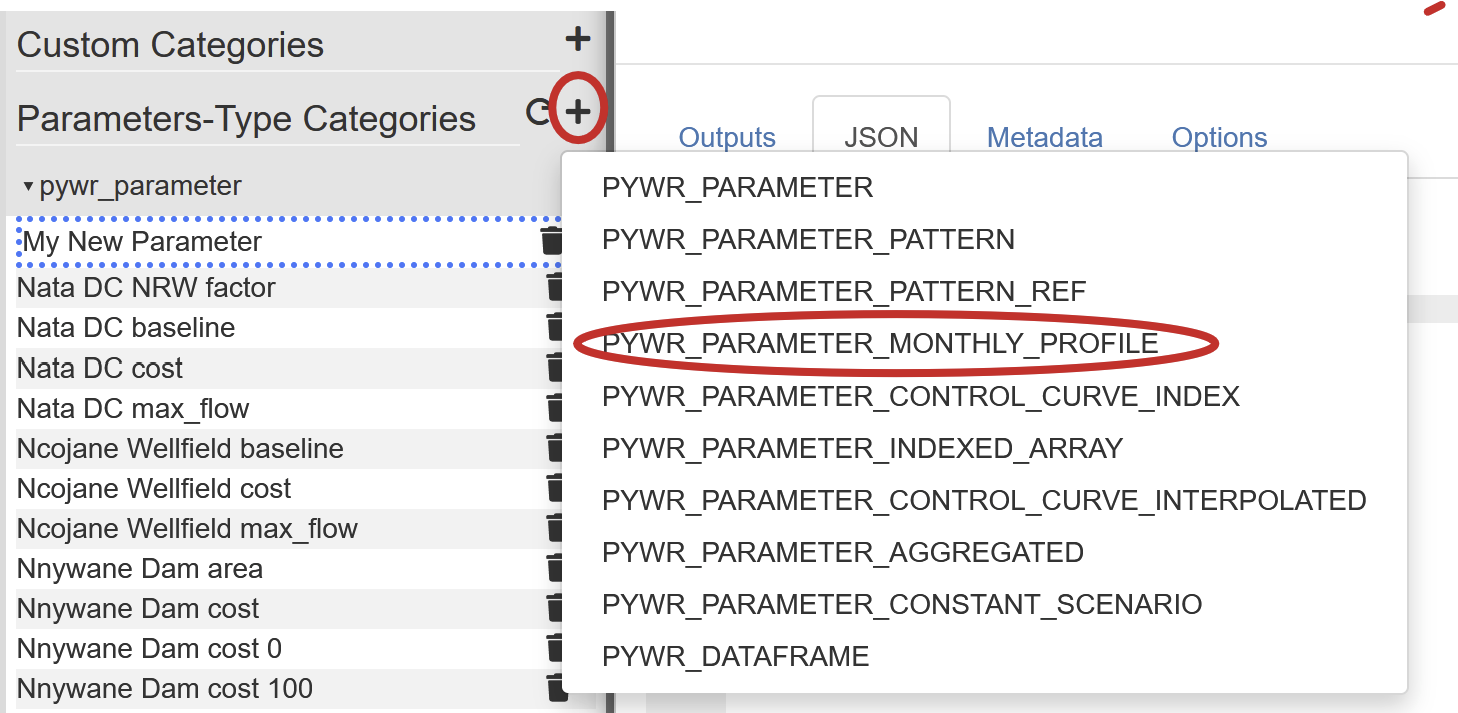 Custom Categories
Parameters-Type Categories
pywr_parameter
My New Parameter
Nata DC NRW factor
Nata DC baseline
Nata DC cost
Nata DC max_flow
Ncojane Wellfield baseline
Ncojane Wellfield cost
Ncojane Wellfield max_flow
Nnywane Dam area
Nnywane Dam cost
Nnywane Dam cost 0
Nnywane Dam cost 100
Outputs JSON Metadata Options
PYWR_PARAMETER
PYWR_PARAMETER_PATTERN
PYWR_PARAMETER_PATTERN_REF
PYWR_PARAMETER_MONTHLY_PROFILE
PYWR_PARAMETER_CONTROL_CURVE_INDEX
PYWR_PARAMETER_INDEXED_ARRAY
PYWR_PARAMETER_CONTROL_CURVE_INTERPOLATED
PYWR_PARAMETER_AGGREGATED
PYWR_PARAMETER_CONSTANT_SCENARIO
PYWR_DATAFRAME